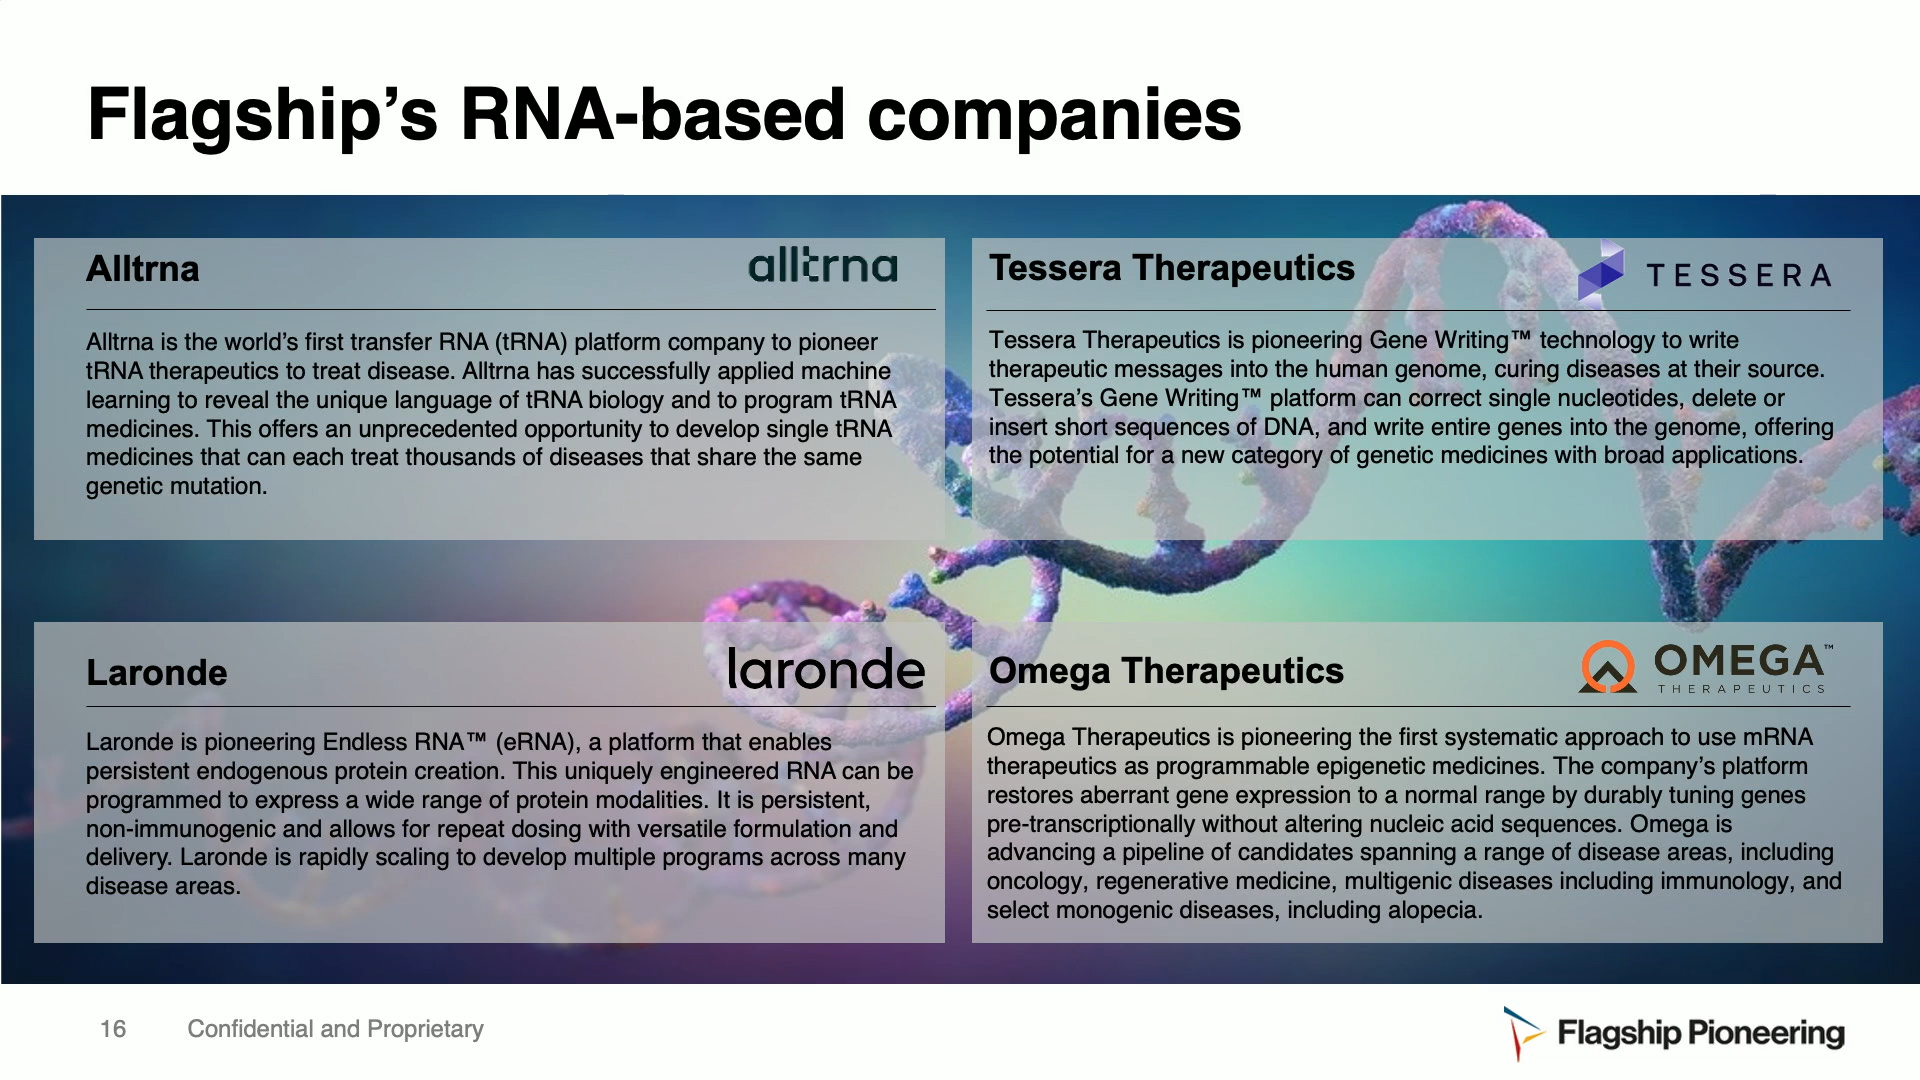 Flagship’s RNA-based companies
Alltrna
alltrna
Alltrna is the world’s first transfer RNA (tRNA) platform company to pioneer
tRNA therapeutics to treat disease. Alltrna has successfully applied machine
learning to reveal the unique language of tRNA biology and to program tRNA
medicines. This offers an unprecedented opportunity to develop single tRNA
medicines that can each treat thousands of diseases that share the same
genetic mutation.
Tessera Therapeutics
TESSERA
Tessera Therapeutics is pioneering Gene Writing™ technology to write
therapeutic messages into the human genome, curing diseases at their source.
Tessera’s Gene Writing™ platform can correct single nucleotides, delete or
insert short sequences of DNA, and write entire genes into the genome, offering
the potential for a new category of genetic medicines with broad applications.
Laronde
laronde
Laronde is pioneering Endless RNA™ (eRNA), a platform that enables
persistent endogenous protein creation. This uniquely engineered RNA can be
programmed to express a wide range of protein modalities. It is persistent,
non-immunogenic and allows for repeat dosing with versatile formulation and
delivery. Laronde is rapidly scaling to develop multiple programs across many
disease areas.
Omega Therapeutics
OMEGA™
THERAPEUTICS
Omega Therapeutics is pioneering the first systematic approach to use mRNA
therapeutics as programmable epigenetic medicines. The company’s platform
restores aberrant gene expression to a normal range by durably tuning genes
pre-transcriptionally without altering nucleic acid sequences. Omega is
advancing a pipeline of candidates spanning a range of disease areas, including
oncology, regenerative medicine, multigenic diseases including immunology, and
select monogenic diseases, including alopecia.
16
Confidential and Proprietary
Flagship Pioneering